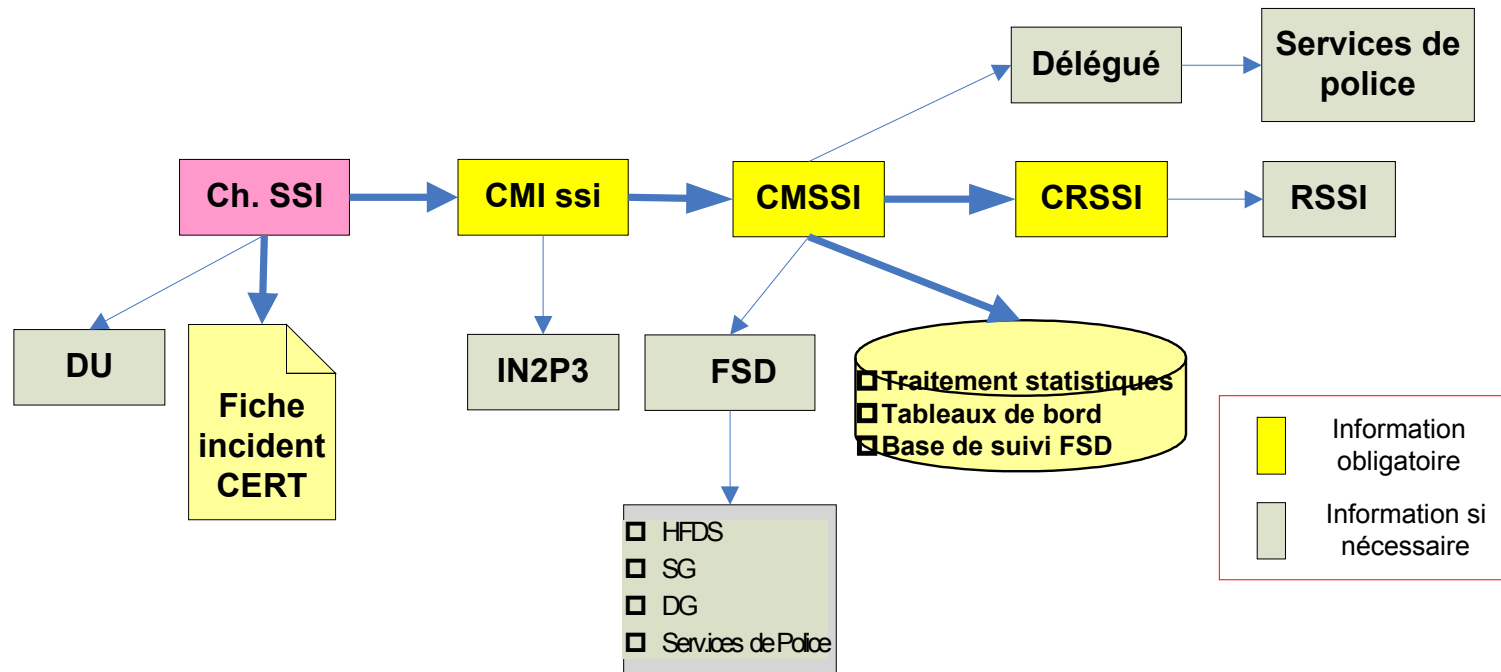 Délégué
Services de
police
Ch. SSI
CMI ssi
CMSSI
CRSSI
RSSI
DU
Fiche
incident
CERT
IN2P3
FSD
Traitement statistiques
Tableaux de bord
Base de suivi FSD
HFDS
SG
DG
Services de Police
Information
obligatoire
Information si
nécessaire